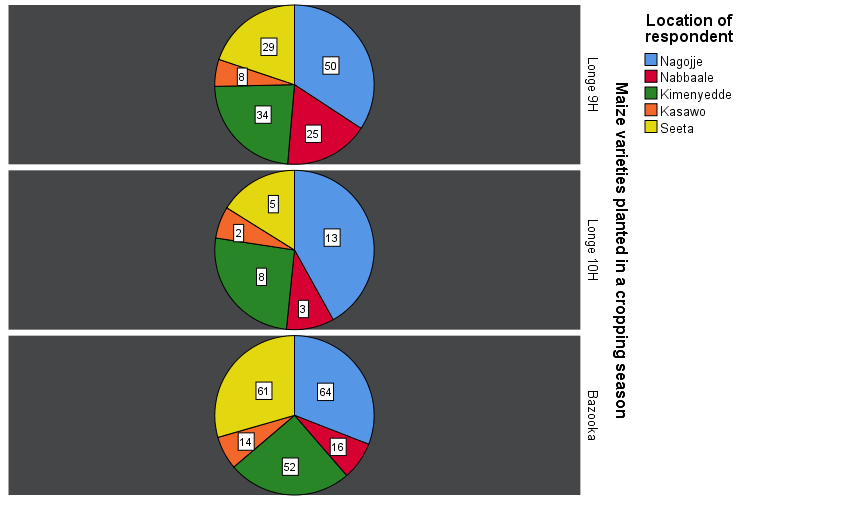 Location of
respondent
Nagojje
Nabbaale
Kimenyedde
Kasawo
Seeta
Maize varieties planted in a cropping season
Longe 9H
50
25
34
8
29
Longe 10H
13
3
8
2
5
Bazooka
64
16
52
14
61